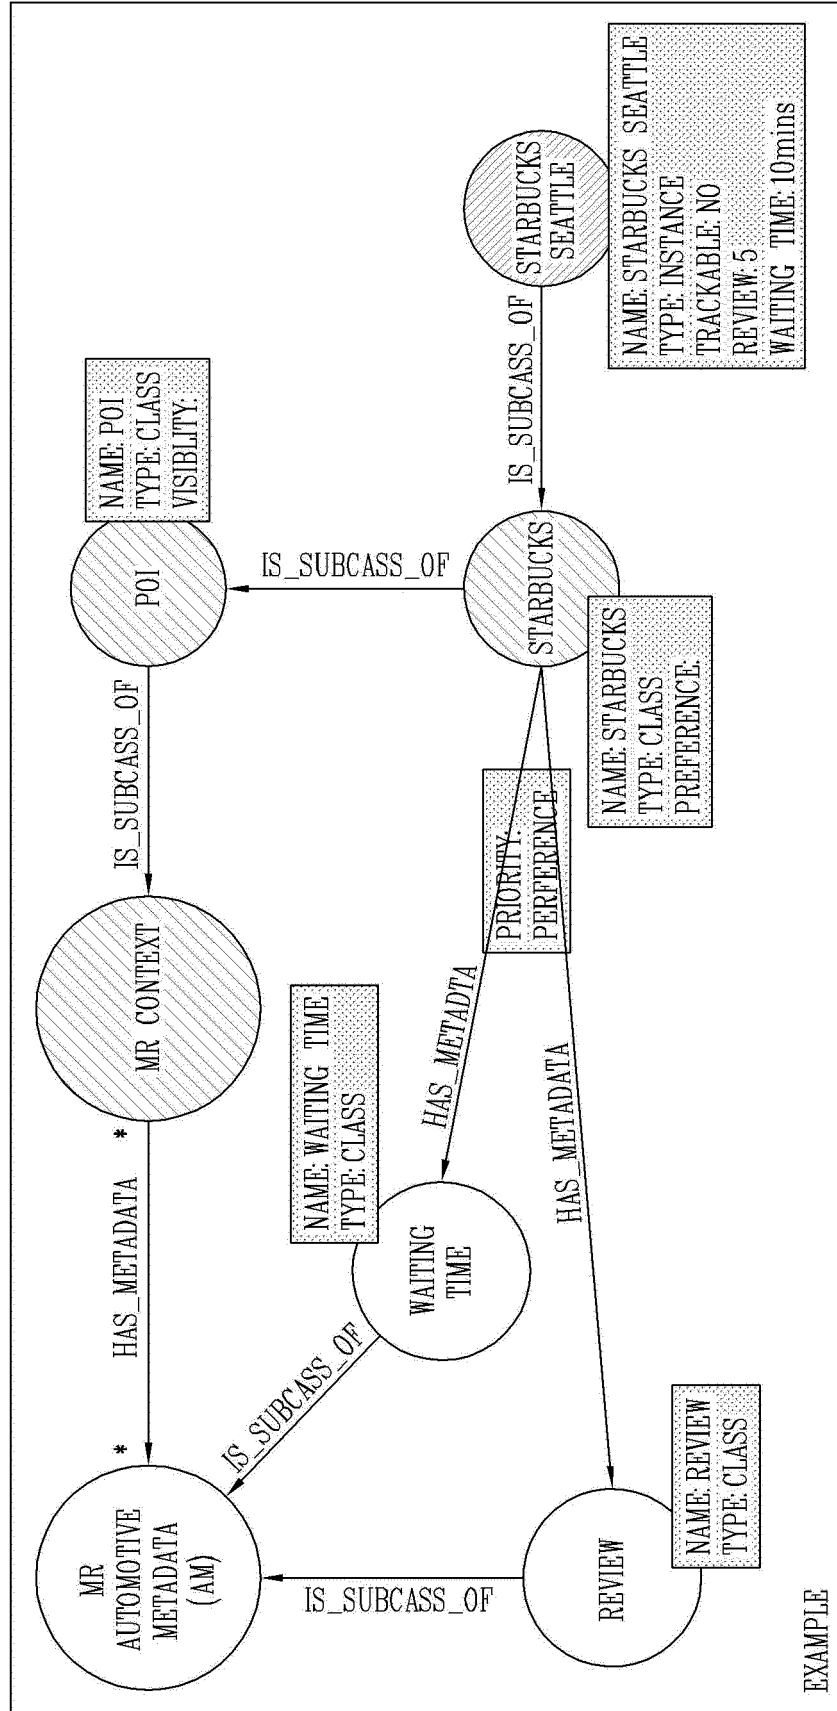 MR
AUTOMOTIVE
METADATA
(AM)
*
HAS_METADATA
*
MR CONTEXT
IS_SUBCASS_OF
POI
NAME: POI
TYPE: CLASS
VISIBLITY:
IS_SUBCASS_OF
IS_SUBCASS_OF
WAITING
TIME
NAME: WAITING TIME
TYPE: CLASS
HAS_METADTA
PRIORITY:
PERFERENCE
IS_SUBCASS_OF
STARBUCKS
NAME: STARBUCKS
TYPE: CLASS
PREFERENCE:
IS_SUBCASS_OF
STARBUCKS
SEATTLE
NAME: STARBUCKS SEATTLE
TYPE: INSTANCE
TRACKABLE: NO
REVIEW: 5
WAITING TIME: 10mins
REVIEW
NAME: REVIEW
TYPE: CLASS
HAS_METADATA
EXAMPLE